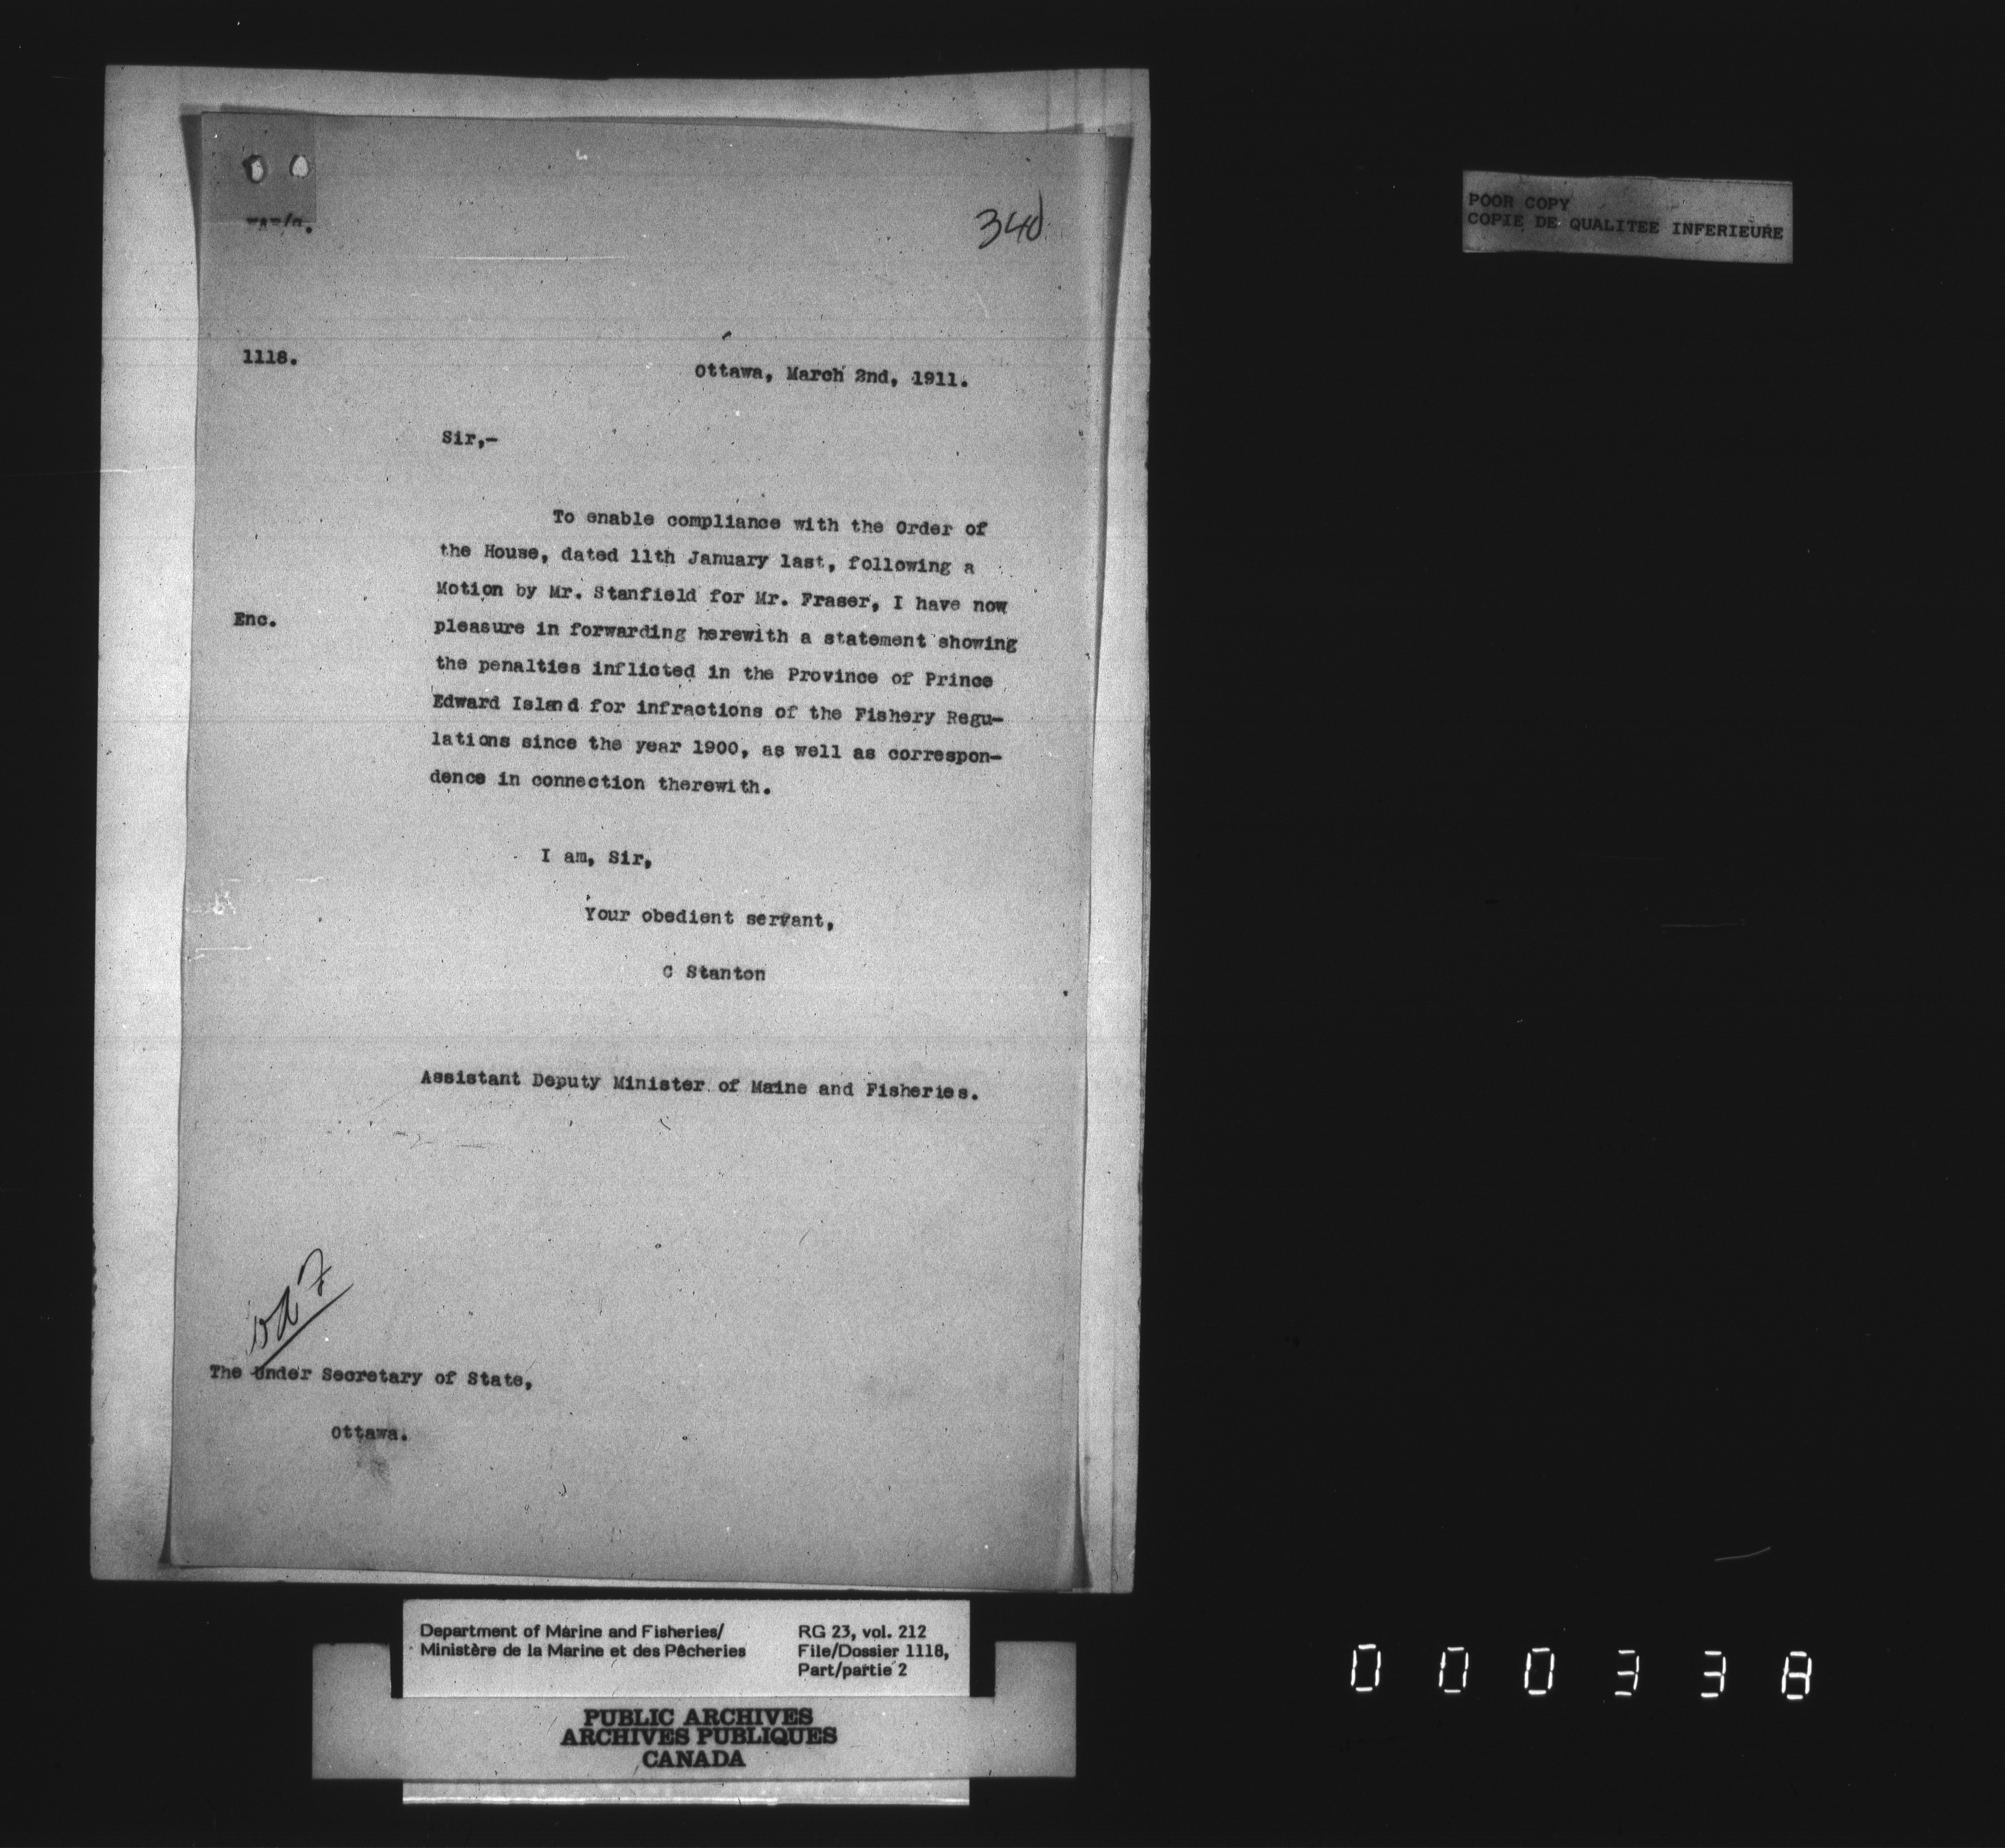 340
1118.
Ottawa, March 2nd, 1911.
Sir,-
To enable compliance with the Order of
the House, dated 11th January last, following a
Motion by Mr. Stanfield for Mr. Fraser, I have now
Enc.
pleasure in forwarding herewith a statement showing
the penalties inflicted in the Province of Prince
Edward Island for infractions of the Fishery Regu-
lations since the year 1900, as well as correspon-
dence in connection therewith.
I am, Sir,
Your obedient servant,
C Stanton
Assistant Deputy Minister of Maine and Fisheries.
The Under Secretary of State,
Ottawa.
POOR COPY
COPIE DE QUALITEE INFERIEURE
Department of Marine and Fisheries/
Ministère de la Marine et des Pêcheries
RG 23, vol. 212
File/Dossier 1118,
Part/partie 2
PUBLIC ARCHIVES
ARCHIVES PUBLIQUES
CANADA
000338